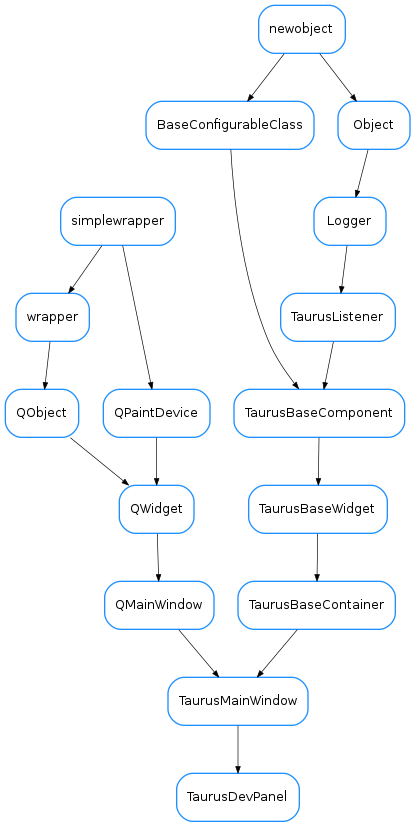 newobject
BaseConfigurableClass
Object
simplewrapper
Logger
wrapper
TaurusListener
QObject
QPaintDevice
TaurusBaseComponent
QWidget
TaurusBaseWidget
QMainWindow
TaurusBaseContainer
TaurusMainWindow
TaurusDevPanel